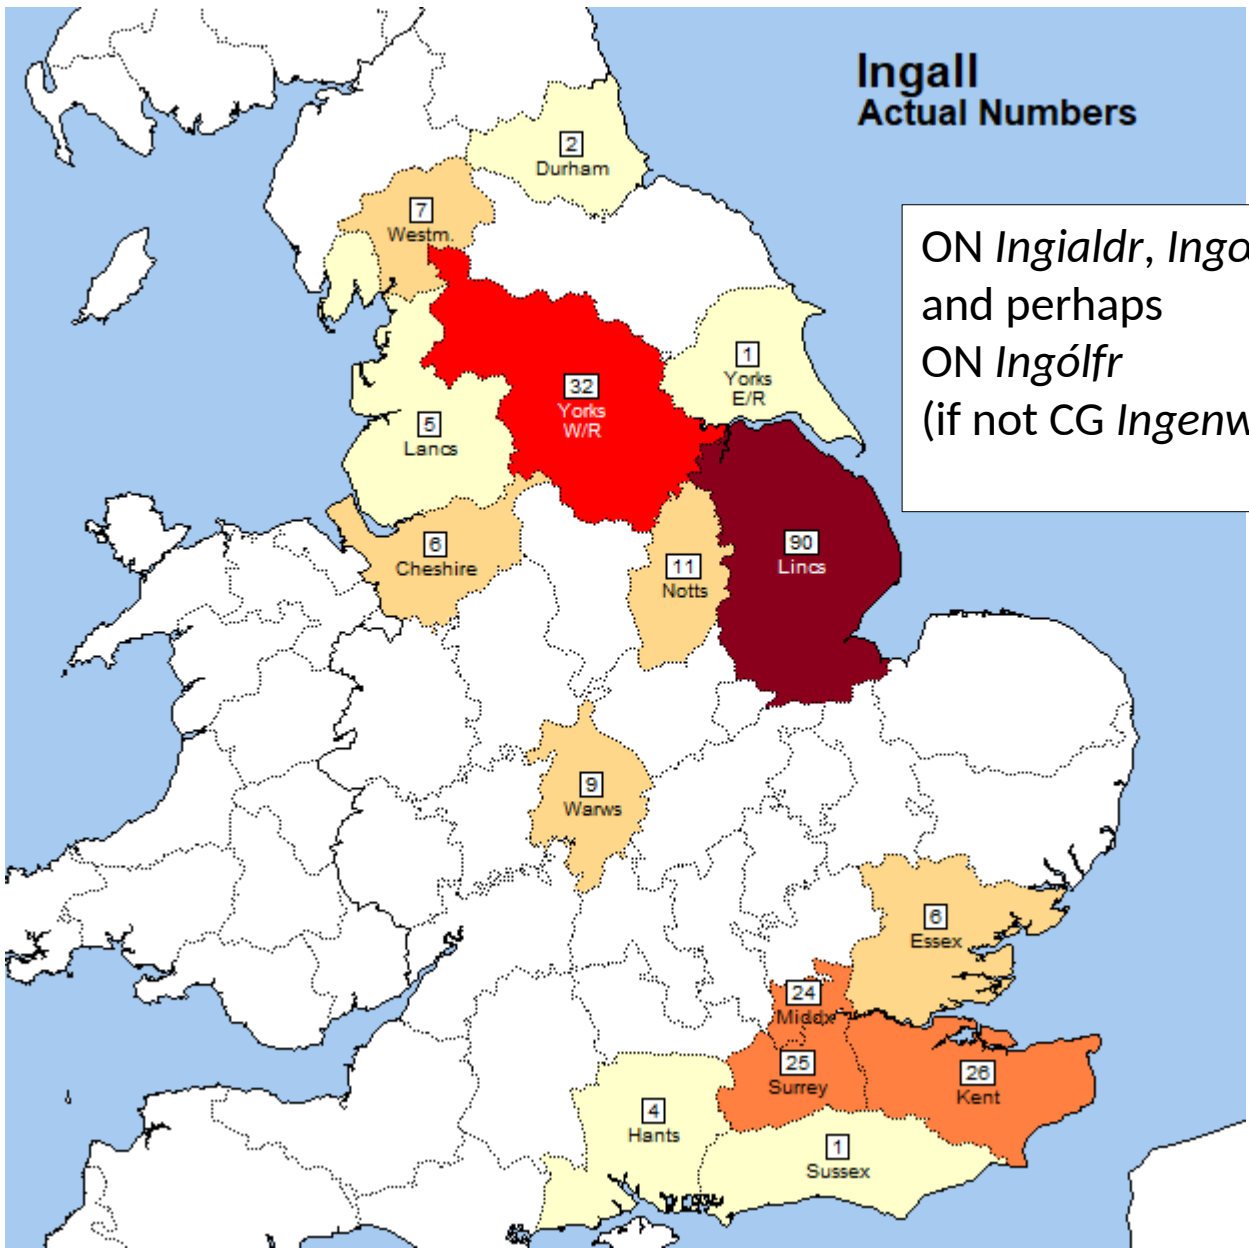 Ingall
Actual Numbers
2
Durham
ON Ingialdr,
and perhaps
ON Ingólfr
(if not CG
7
Westm.
1
Yorks
E/R
32
Yorks
W/R
5
Lancs
90
Lincs
6
Cheshire
11
Notts
9
Warws
6
Essex
24
Middx
25
Surrey
26
Kent
4
Hants
1
Sussex